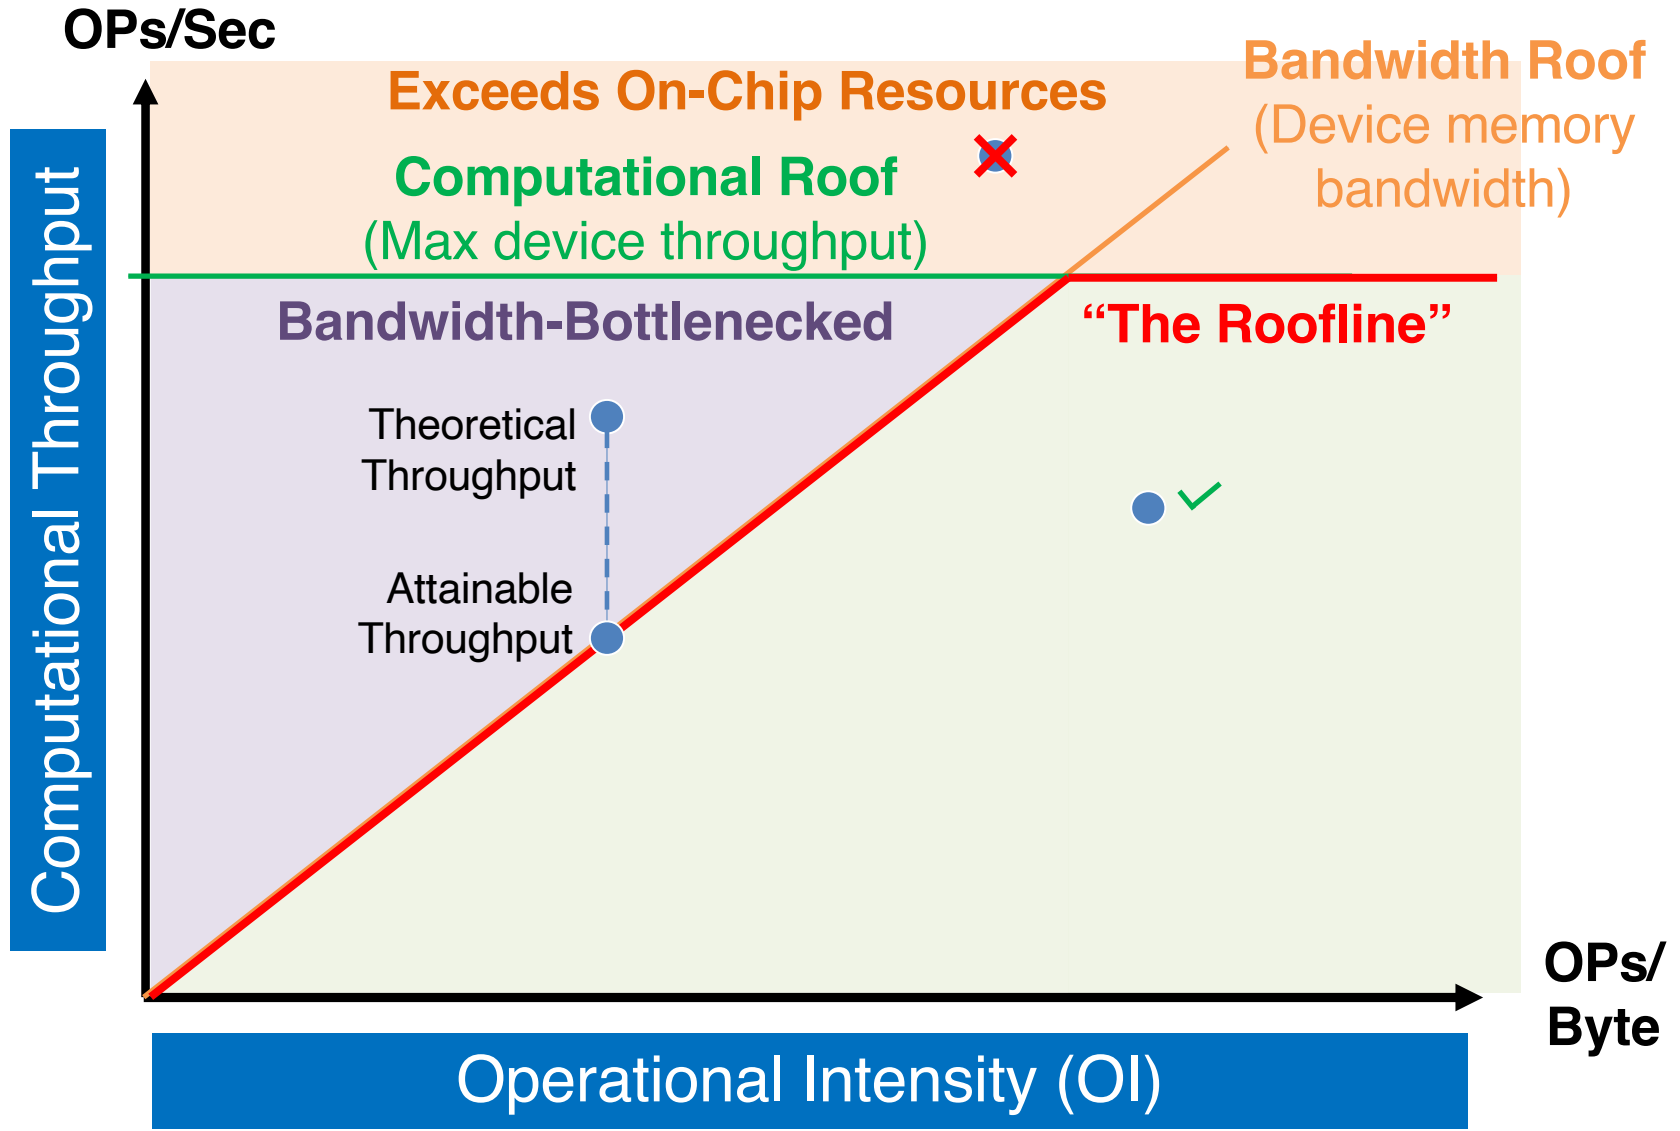 OPs/Sec
Exceeds On-Chip Resources
Bandwidth Roof
(Device memory
bandwidth)
Computational Roof
(Max device throughput)
Bandwidth-Bottlenecked
“The Roofline”
Theoretical
Throughput
Attainable
Throughput
Computational Throughput
OPs/
Byte
Operational Intensity (OI)